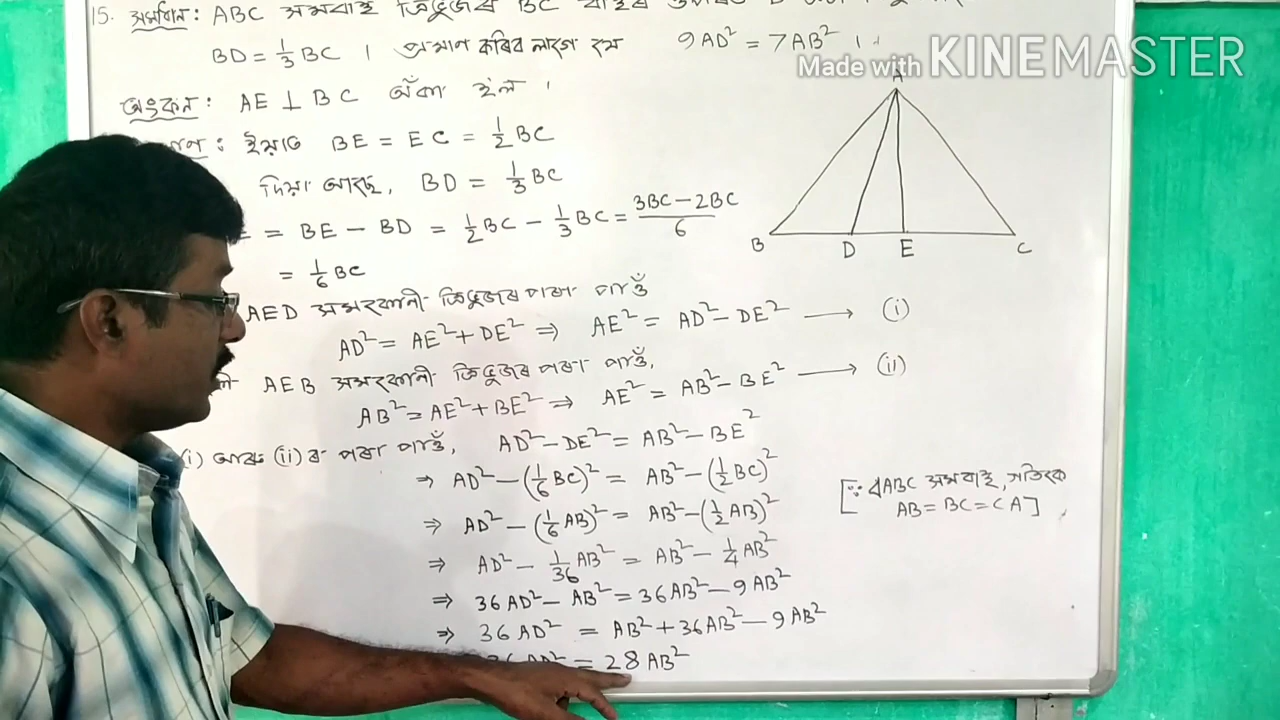 15. সমাধান: ABC সমবাহু ত্ৰিভুজৰ BC বাহুৰ ওপৰত D
BD = 1/3 BC । প্ৰমাণ কৰিব লাগে যে 9AD² = 7AB² ।
Made with KINEMASTER
অংকন: AE ⊥ BC অঁকা হ'ল ।
A
ইয়াত BE = EC = 1/2 BC
দিয়া আছে, BD = 1/3 BC
= BE − BD = 1/2 BC − 1/3 BC = (3BC − 2BC)/6
B D E C
= 1/6 BC
AED সমকোণী ত্ৰিভুজৰ পৰা পাওঁ
AD² = AE² + DE² ⇒ AE² = AD² − DE² ⟶ (i)
AEB সমকোণী ত্ৰিভুজৰ পৰা পাওঁ,
AB² = AE² + BE² ⇒ AE² = AB² − BE² ⟶ (ii)
(i) আৰু (ii) ৰ পৰা পাওঁ, AD² − DE² = AB² − BE²
⇒ AD² − (1/6 BC)² = AB² − (1/2 BC)²
[∵ ABC সমবাহু, গতিকে
AB = BC = CA]
⇒ AD² − (1/6 AB)² = AB² − (1/2 AB)²
⇒ AD² − 1/36 AB² = AB² − 1/4 AB²
⇒ 36AD² − AB² = 36AB² − 9AB²
⇒ 36AD² = AB² + 36AB² − 9AB²
36AD² = 28AB²